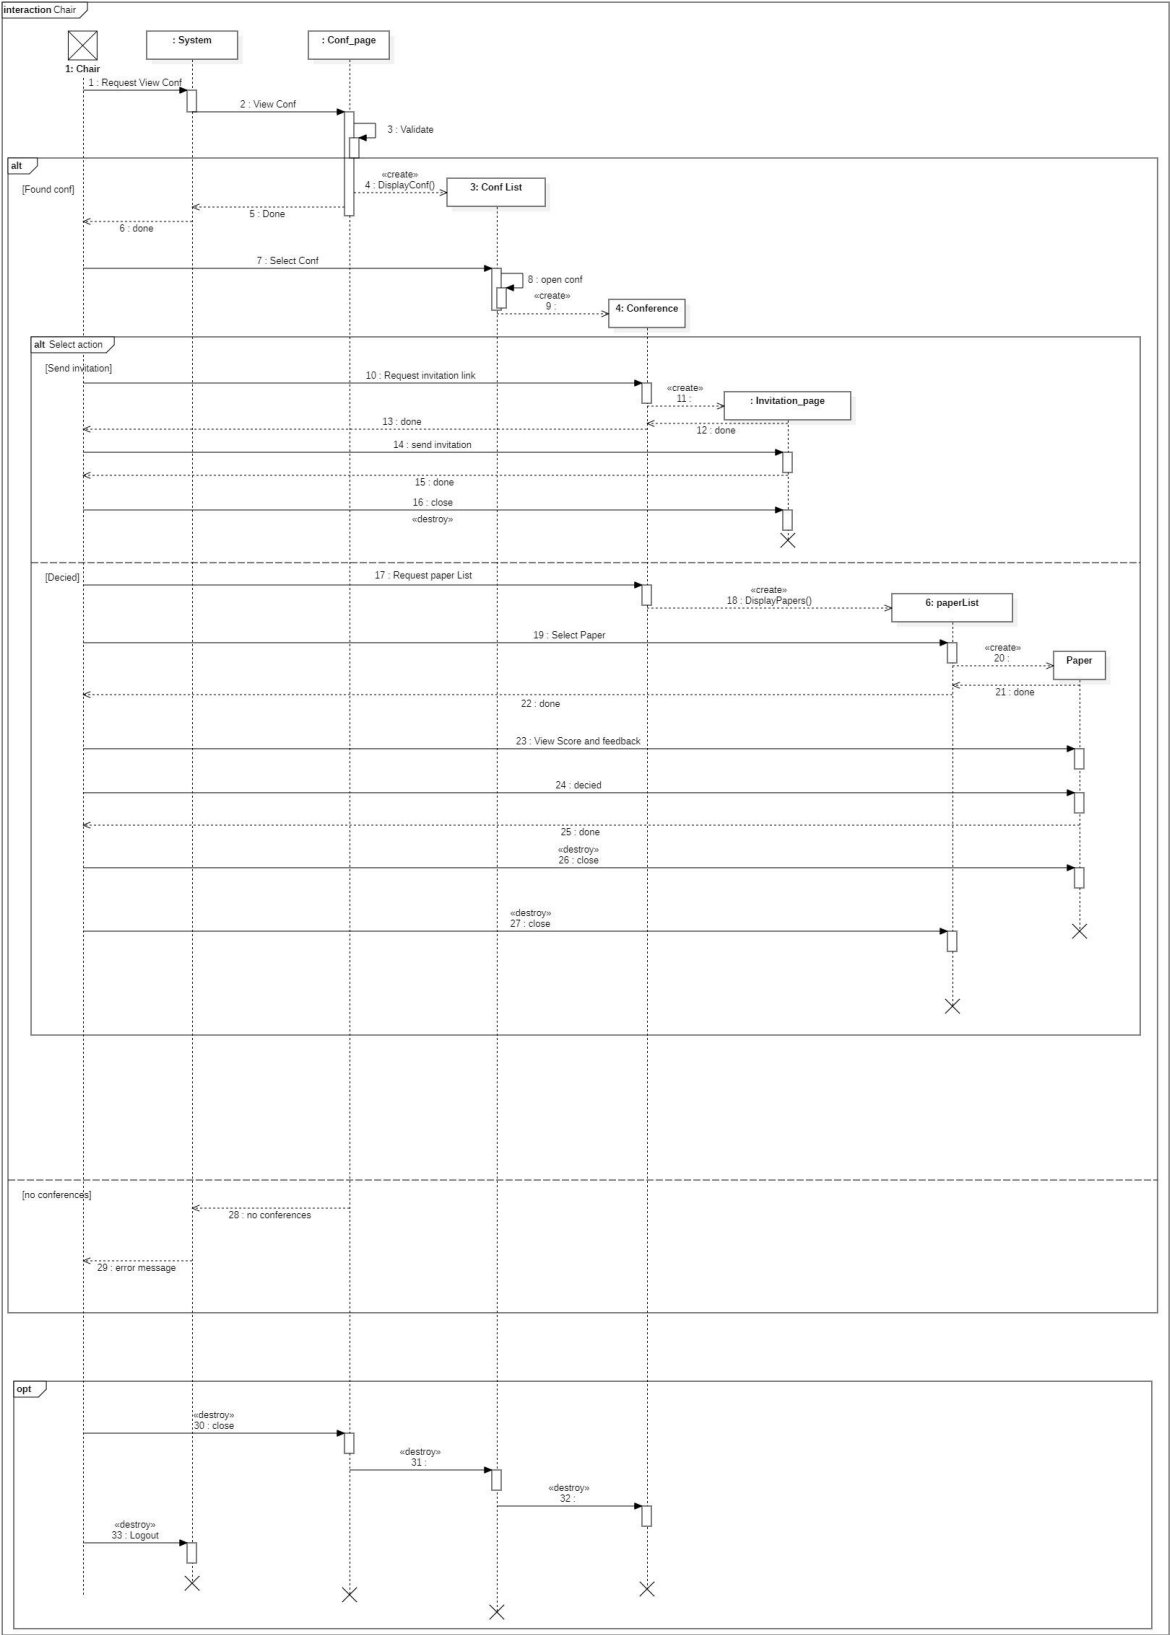 interaction Chair
: System
: Conf_page
1: Chair
1 : Request View Conf
2 : View Conf
3 : Validate
alt
«create»
4 : DisplayConf()
3: Conf List
[Found conf]
5 : Done
6 : done
7 : Select Conf
8 : open conf
«create»
9 :
4: Conference
alt Select action
[Send invitation]
10 : Request invitation link
«create»
11 :
: Invitation_page
13 : done
12 : done
14 : send invitation
15 : done
16 : close
«destroy»
[Decied]
17 : Request paper List
«create»
18 : DisplayPapers()
6: paperList
19 : Select Paper
«create»
20 :
Paper
21 : done
22 : done
23 : View Score and feedback
24 : decied
25 : done
«destroy»
26 : close
«destroy»
27 : close
[no conferences]
28 : no conferences
29 : error message
opt
«destroy»
30 : close
«destroy»
31 :
«destroy»
32 :
«destroy»
33 : Logout